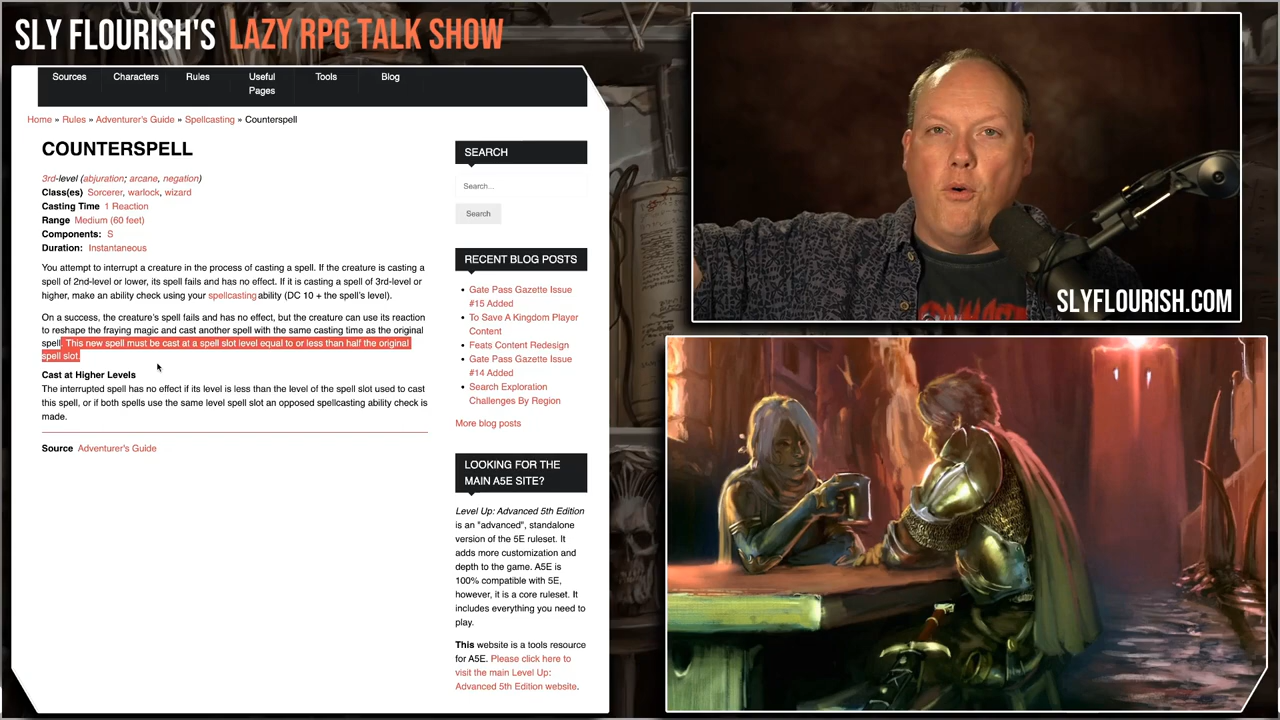 SLY FLOURISH'S LAZY RPG TALK SHOW
Sources Characters Rules Useful Pages Tools Blog
Home » Rules » Adventurer's Guide » Spellcasting » Counterspell
COUNTERSPELL
3rd-level (abjuration; arcane, negation)
Class(es) Sorcerer, warlock, wizard
Casting Time 1 Reaction
Range Medium (60 feet)
Components: S
Duration: Instantaneous
You attempt to interrupt a creature in the process of casting a spell. If the creature is casting a
spell of 2nd-level or lower, its spell fails and has no effect. If it is casting a spell of 3rd-level or
higher, make an ability check using your spellcasting ability (DC 10 + the spell's level).
On a success, the creature's spell fails and has no effect, but the creature can use its reaction
to reshape the fraying magic and cast another spell with the same casting time as the original
spell. This new spell must be cast at a spell slot level equal to or less than half the original
spell slot.
Cast at Higher Levels
The interrupted spell has no effect if its level is less than the level of the spell slot used to cast
this spell, or if both spells use the same level spell slot an opposed spellcasting ability check is
made.
Source Adventurer's Guide
SEARCH
Search...
Search
RECENT BLOG POSTS
• Gate Pass Gazette Issue
#15 Added
• To Save A Kingdom Player
Content
• Feats Content Redesign
• Gate Pass Gazette Issue
#14 Added
• Search Exploration
Challenges By Region
More blog posts
LOOKING FOR THE
MAIN A5E SITE?
Level Up: Advanced 5th Edition
is an "advanced", standalone
version of the 5E ruleset. It
adds more customization and
depth to the game. A5E is
100% compatible with 5E,
however, it is a core ruleset. It
includes everything you need to
play.
This website is a tools resource
for A5E. Please click here to
visit the main Level Up:
Advanced 5th Edition website.
SLYFLOURISH.COM